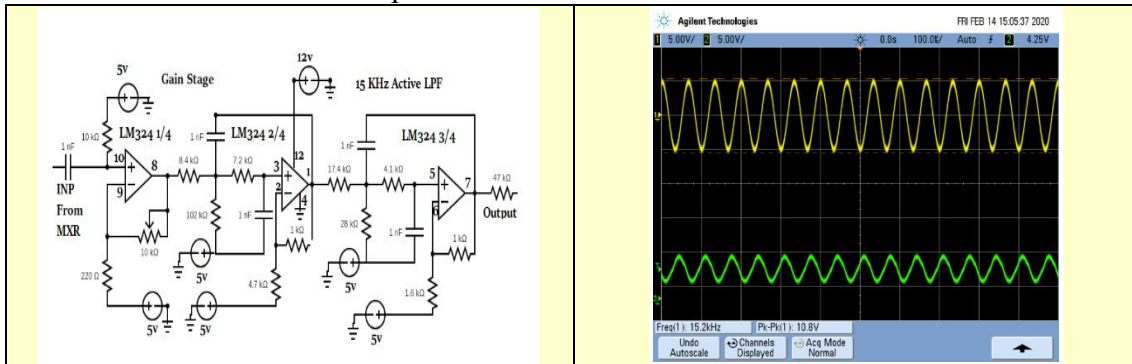 5v
Gain Stage
12v
15 KHz Active LPF
10 kΩ
LM324 1/4
1 nF
LM324 2/4
1 nF
LM324 3/4
1 nF
10
8
9
8.4 kΩ
7.2 kΩ
3
12
1
2
4
17.4 kΩ
4.1 kΩ
5
7
6
47 kΩ
INP
From
MXR
Output
102 kΩ
1 nF
28 kΩ
1 nF
10 kΩ
1 kΩ
1 kΩ
220 Ω
5v
4.7 kΩ
5v
1.6 kΩ
5v
5v
5v
Agilent Technologies
FRI FEB 14 15:05:37 2020
1 5.00V/ 2 5.00V/ 0.0s 100.0%/ Auto 2 4.25V
Freq(1): 15.2kHz Pk-Pk(1): 10.8V
Undo
Autoscale
Channels
Displayed
Acq Mode
Normal